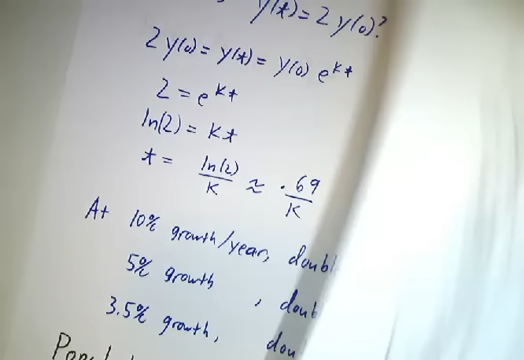 y(t) = 2 y(0)?
2 y(0) = y(t) = y(0) e^kt
2 = e^kt
ln(2) = kt
t = ln(2)/K ≈ .69/K
At 10% growth/year, doubl
5% growth , doub
3.5% growth, dou